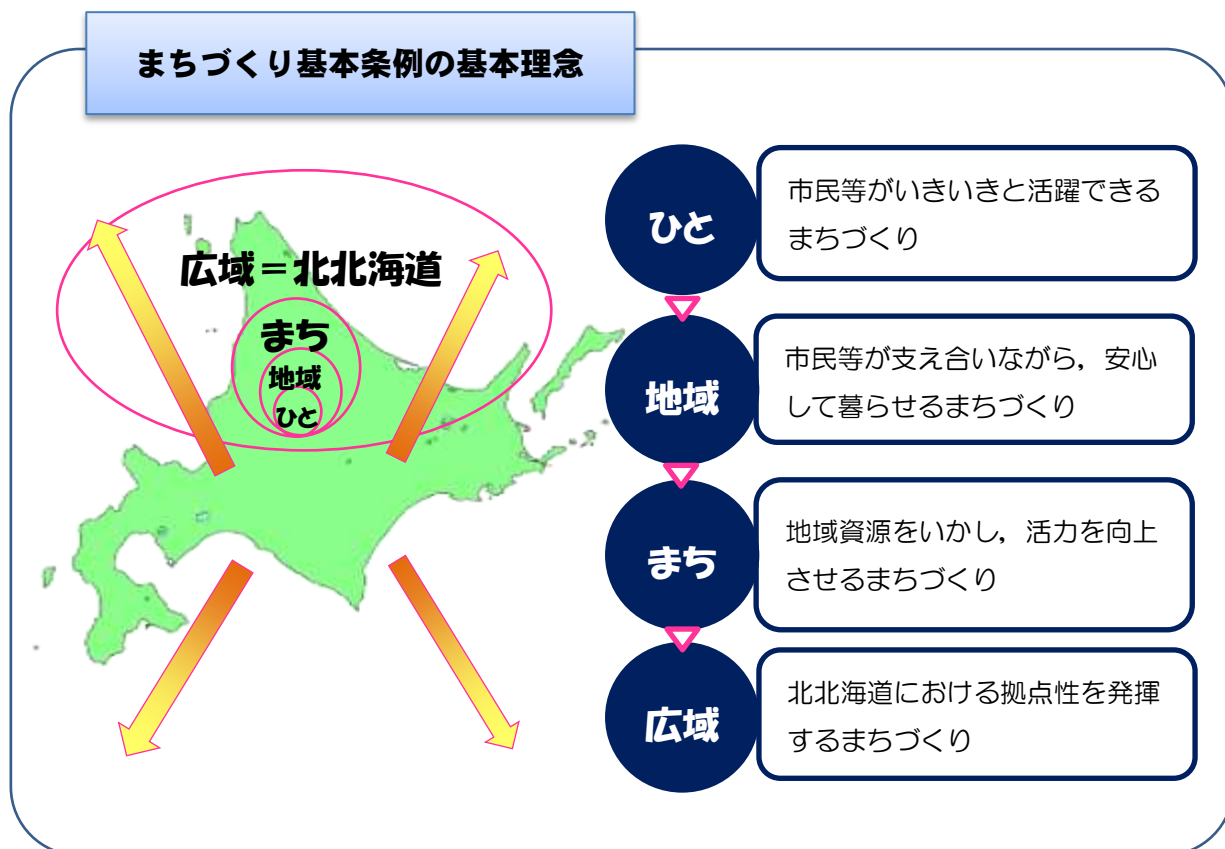 まちづくり基本条例の基本理念
広域＝北北海道
まち
地域
ひと
ひと
市民等がいきいきと活躍できる
まちづくり
地域
市民等が支え合いながら，安心
して暮らせるまちづくり
まち
地域資源をいかし，活力を向上
させるまちづくり
広域
北北海道における拠点性を発揮
するまちづくり